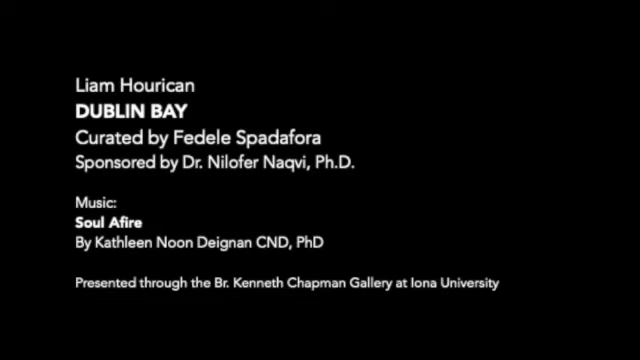 Liam Hourican
DUBLIN BAY
Curated by Fedele Spadafora
Sponsored by Dr. Nilofer Naqvi, Ph.D.
Music:
Soul Afire
By Kathleen Noon Deignan CND, PhD
Presented through the Br. Kenneth Chapman Gallery at Iona University